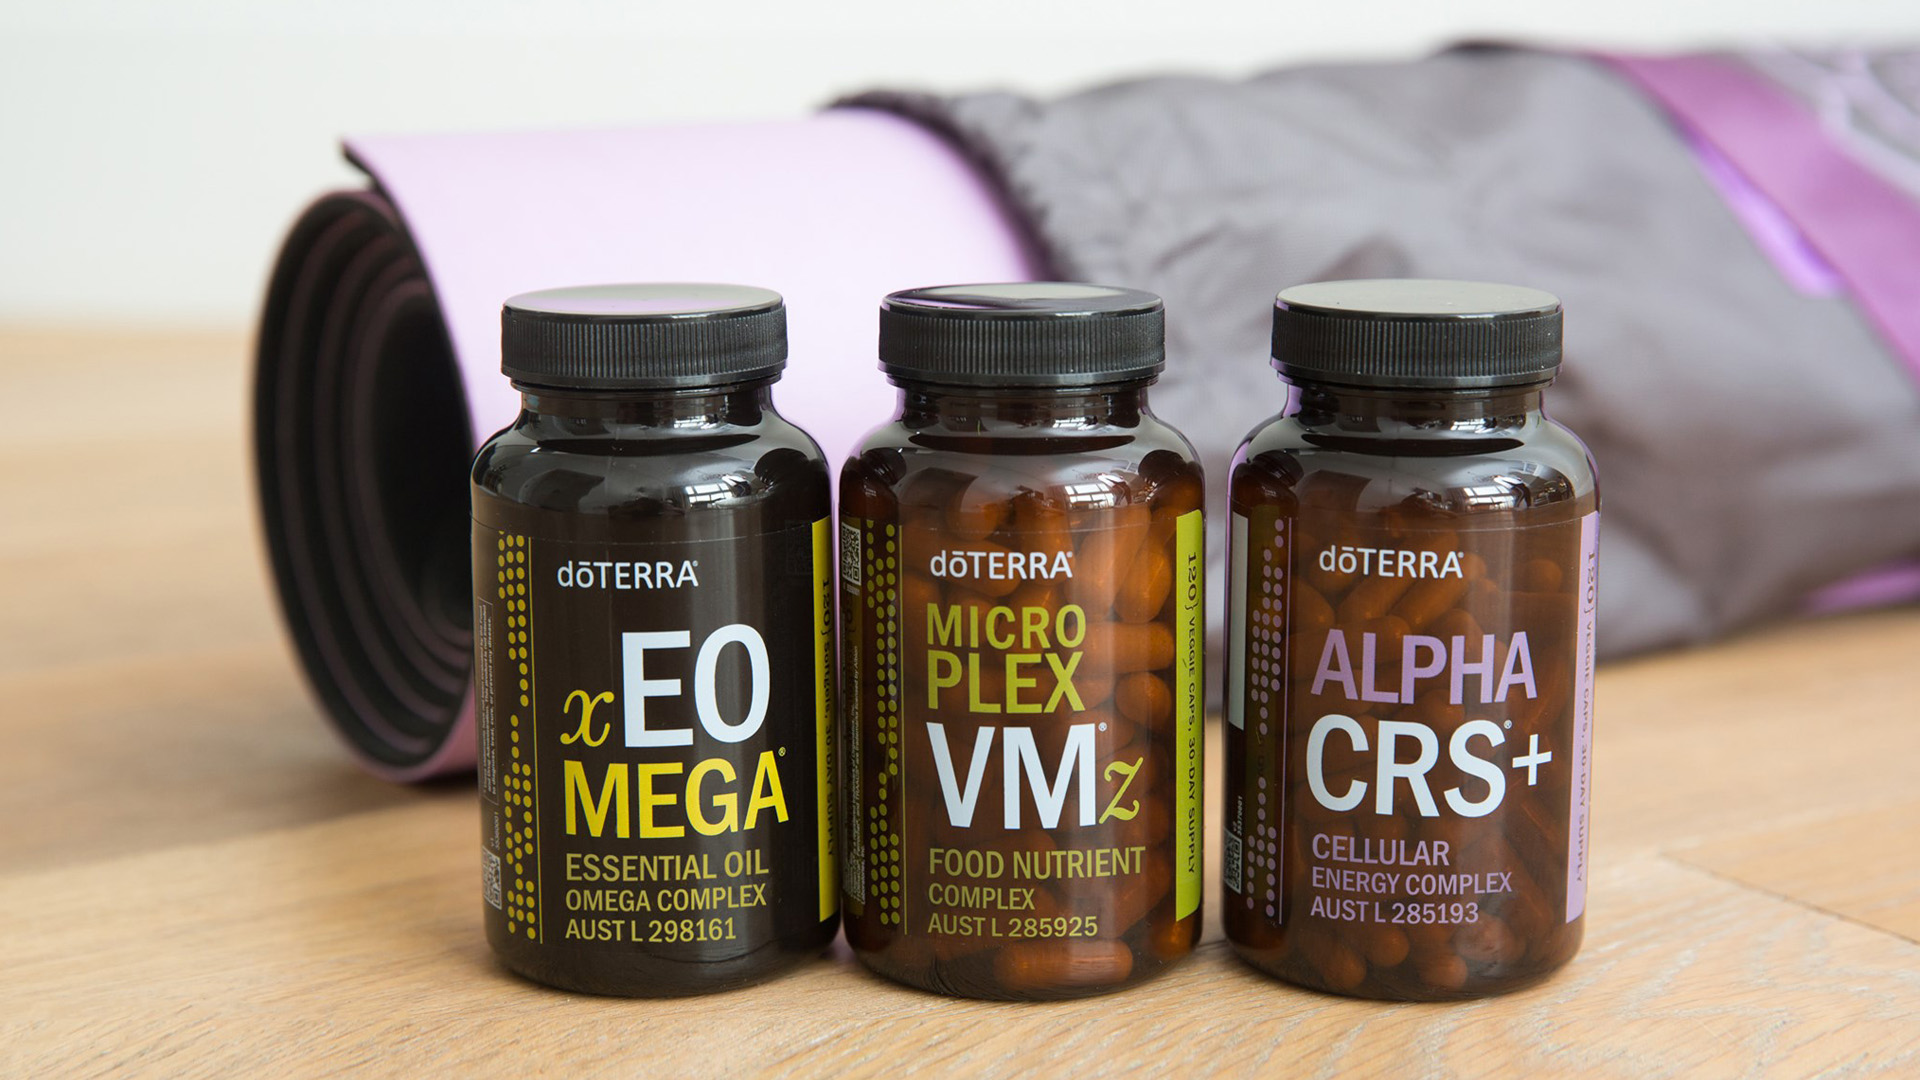 dōTERRA®
xEO
MEGA®
ESSENTIAL OIL
OMEGA COMPLEX
AUST L 298161
dōTERRA®
MICRO
PLEX
VMz®
FOOD NUTRIENT
COMPLEX
AUST L 285925
120} VEGGIE CAPS, 30-DAY SUPPLY
dōTERRA®
ALPHA
CRS®+
CELLULAR
ENERGY COMPLEX
AUST L 285193
120} VEGGIE CAPS, 30-DAY SUPPLY